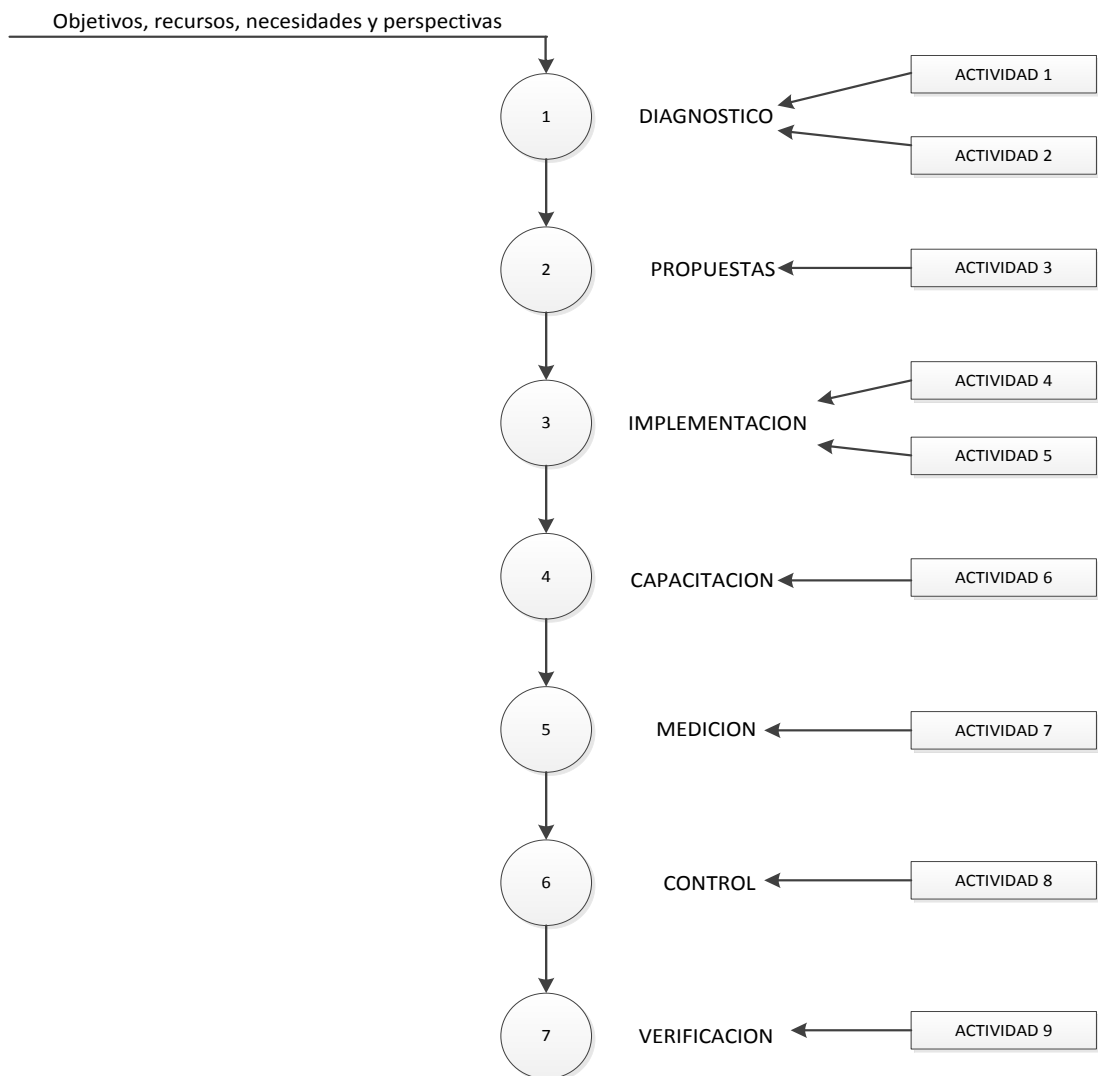 Objetivos, recursos, necesidades y perspectivas
1
DIAGNOSTICO
ACTIVIDAD 1
ACTIVIDAD 2
2
PROPUESTAS
ACTIVIDAD 3
3
IMPLEMENTACION
ACTIVIDAD 4
ACTIVIDAD 5
4
CAPACITACION
ACTIVIDAD 6
5
MEDICION
ACTIVIDAD 7
6
CONTROL
ACTIVIDAD 8
7
VERIFICACION
ACTIVIDAD 9